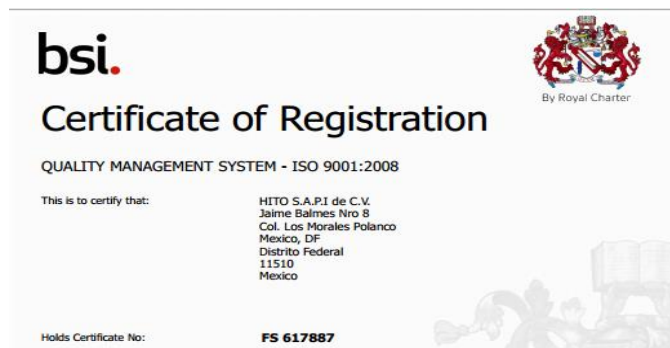 bsi.
By Royal Charter
Certificate of Registration
QUALITY MANAGEMENT SYSTEM - ISO 9001:2008
This is to certify that:
HITO S.A.P.I de C.V.
Jaime Balmes Nro 8
Col. Los Morales Polanco
Mexico, DF
Distrito Federal
11510
Mexico
Holds Certificate No:
FS 617887